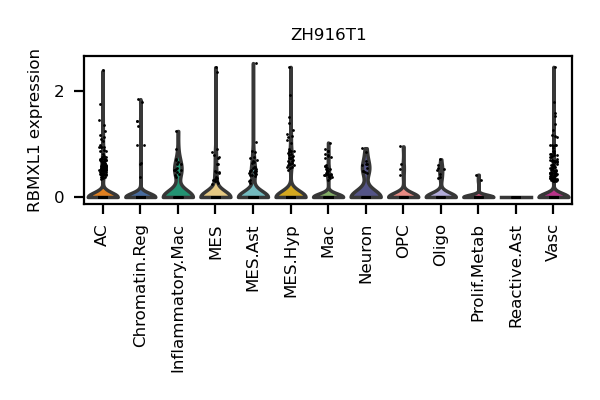 ZH916T1
RBMXL1 expression
2
0
AC
Chromatin.Reg
Inflammatory.Mac
MES
MES.Ast
MES.Hyp
Mac
Neuron
OPC
Oligo
Prolif.Metab
Reactive.Ast
Vasc